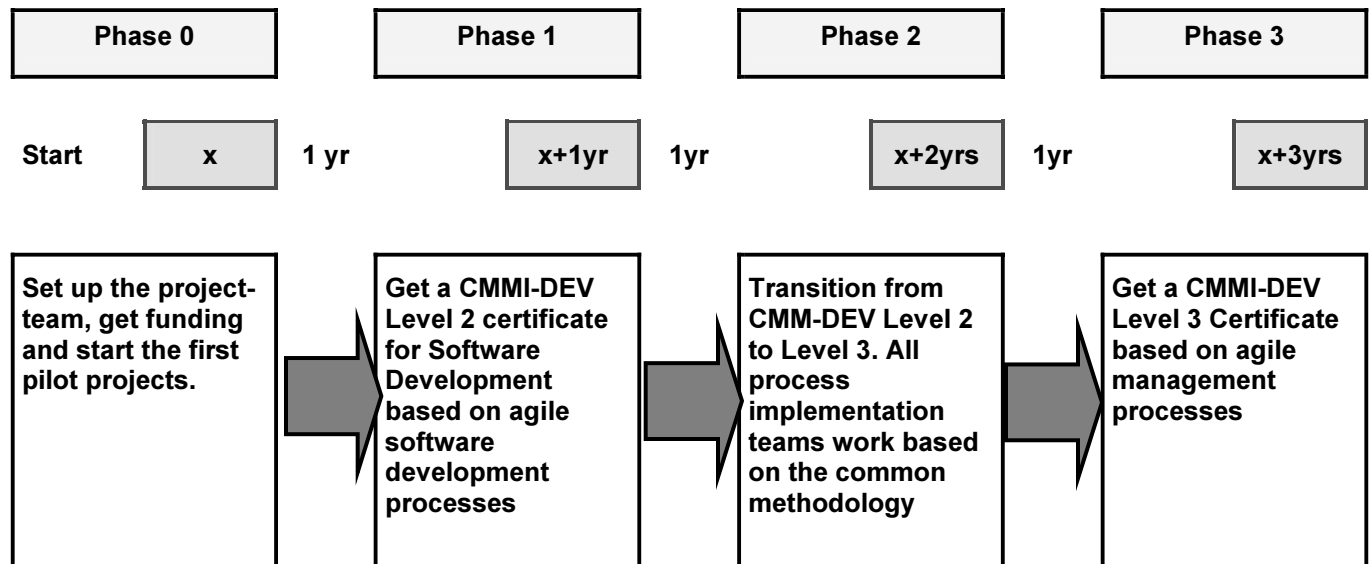 Phase 0
Phase 1
Phase 2
Phase 3
Start
x
1 yr
x+1yr
1yr
x+2yrs
1yr
x+3yrs
Set up the project-
team, get funding
and start the first
pilot projects.
Get a CMMI-DEV
Level 2 certificate
for Software
Development
based on agile
software
development
processes
Transition from
CMM-DEV Level 2
to Level 3. All
process
implementation
teams work based
on the common
methodology
Get a CMMI-DEV
Level 3 Certificate
based on agile
management
processes